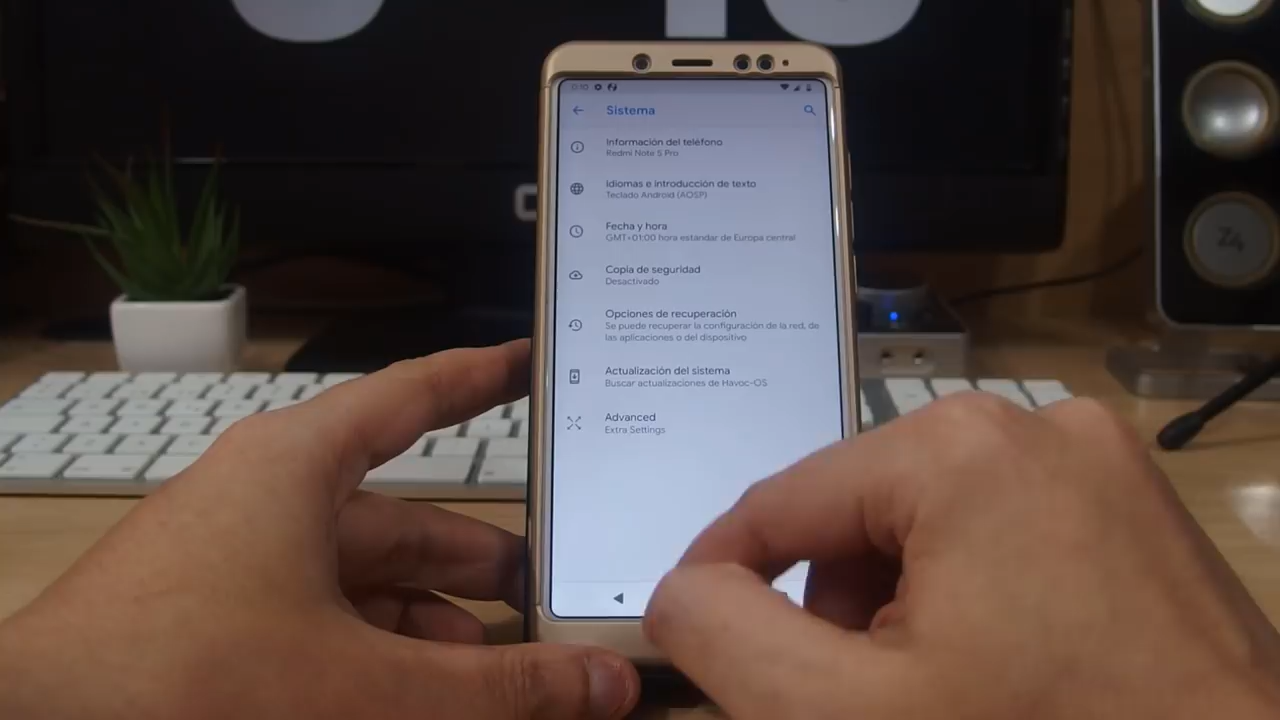 Sistema
Información del teléfono
Redmi Note 5 Pro
Idiomas e introducción de texto
Teclado Android (AOSP)
Fecha y hora
GMT+01:00 hora estándar de Europa central
Copia de seguridad
Desactivado
Opciones de recuperación
Se puede recuperar la configuración de la red, de
las aplicaciones o del dispositivo
Actualización del sistema
Buscar actualizaciones de Havoc-OS
Advanced
Extra Settings
Z4